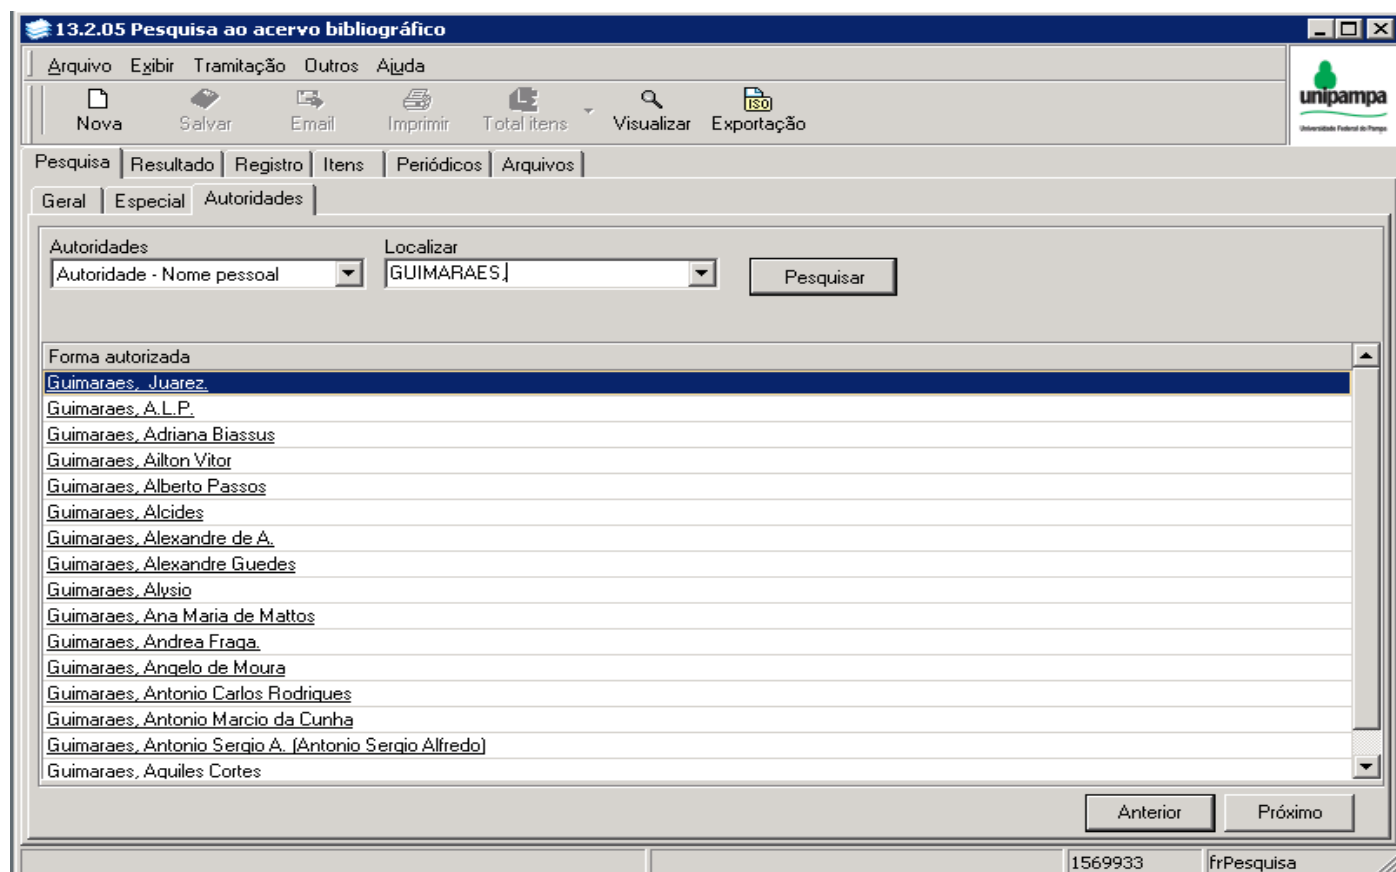 13.2.05 Pesquisa ao acervo bibliográfico
Arquivo Exibir Tramitação Outros Ajuda
Nova Salvar Email Imprimir Total itens Visualizar Exportação
unipampa
Universidade Federal do Pampa
Pesquisa Resultado Registro Itens Periódicos Arquivos
Geral Especial Autoridades
Autoridades Localizar
Autoridade - Nome pessoal GUIMARAES, Pesquisar
Forma autorizada
Guimaraes, Juarez.
Guimaraes, A.L.P.
Guimaraes, Adriana Biassus
Guimaraes, Ailton Vitor
Guimaraes, Alberto Passos
Guimaraes, Alcides
Guimaraes, Alexandre de A.
Guimaraes, Alexandre Guedes
Guimaraes, Alysio
Guimaraes, Ana Maria de Mattos
Guimaraes, Andrea Fraga.
Guimaraes, Angelo de Moura
Guimaraes, Antonio Carlos Rodrigues
Guimaraes, Antonio Marcio da Cunha
Guimaraes, Antonio Sergio A. (Antonio Sergio Alfredo)
Guimaraes, Aquiles Cortes
Anterior Próximo
1569933 frPesquisa